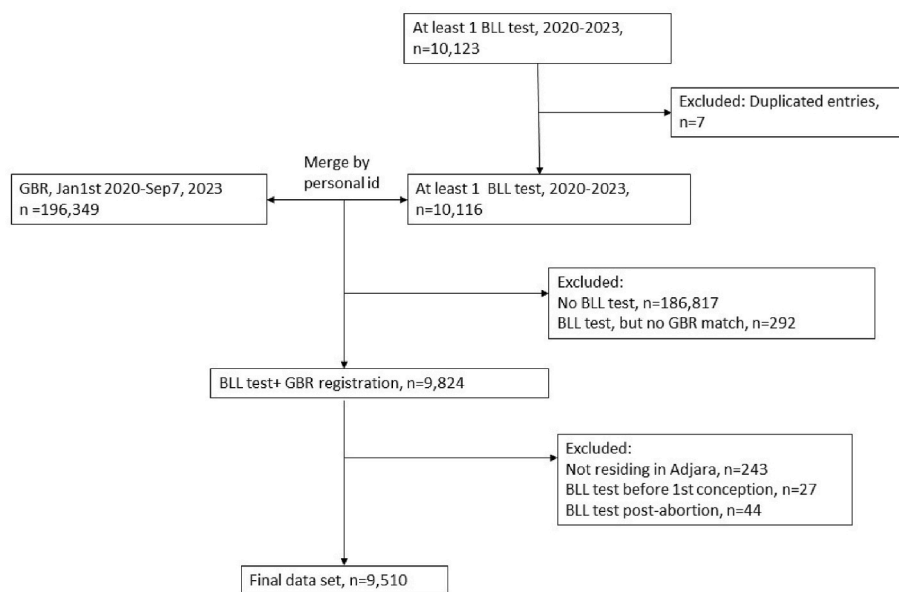 At least 1 BLL test, 2020-2023,
n=10,123
Excluded: Duplicated entries,
n=7
Merge by
personal id
GBR, Jan1st 2020-Sep7, 2023
n =196,349
At least 1 BLL test, 2020-2023,
n=10,116
Excluded:
No BLL test, n=186,817
BLL test, but no GBR match, n=292
BLL test+ GBR registration, n=9,824
Excluded:
Not residing in Adjara, n=243
BLL test before 1st conception, n=27
BLL test post-abortion, n=44
Final data set, n=9,510